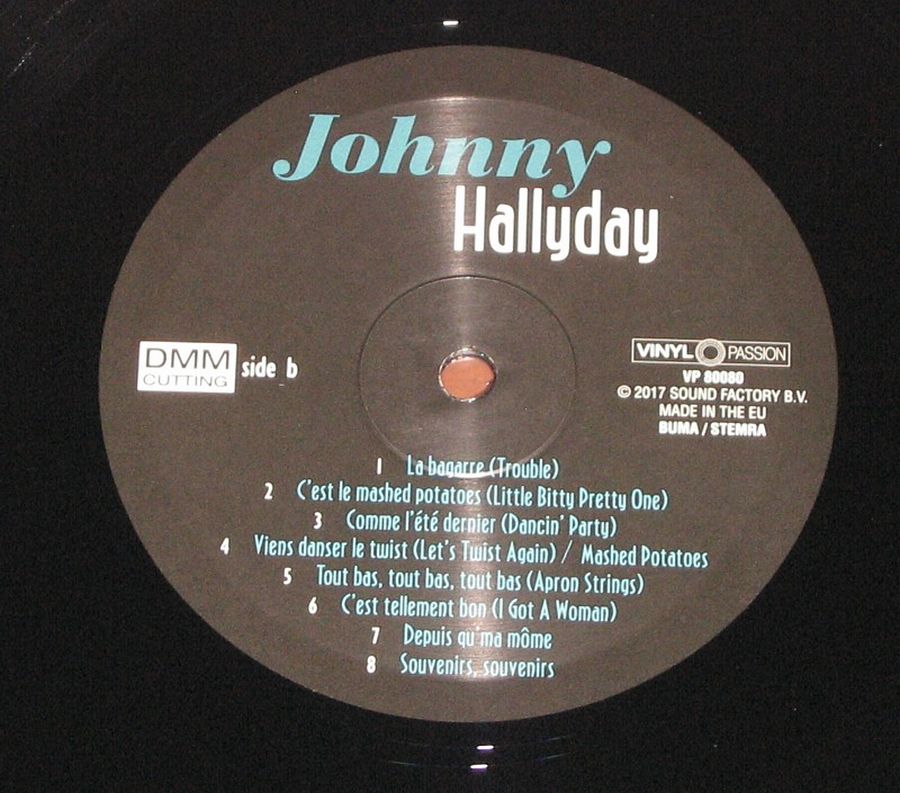 Johnny
Hallyday
DMM
CUTTING
side b
VINYL PASSION
VP 80080
© 2017 SOUND FACTORY B.V.
MADE IN THE EU
BUMA / STEMRA
1 La bagarre (Trouble)
2 C'est le mashed potatoes (Little Bitty Pretty One)
3 Comme l'été dernier (Dancin' Party)
4 Viens danser le twist (Let's Twist Again) / Mashed Potatoes
5 Tout bas, tout bas, tout bas (Apron Strings)
6 C'est tellement bon (I Got A Woman)
7 Depuis qu'ma môme
8 Souvenirs, souvenirs